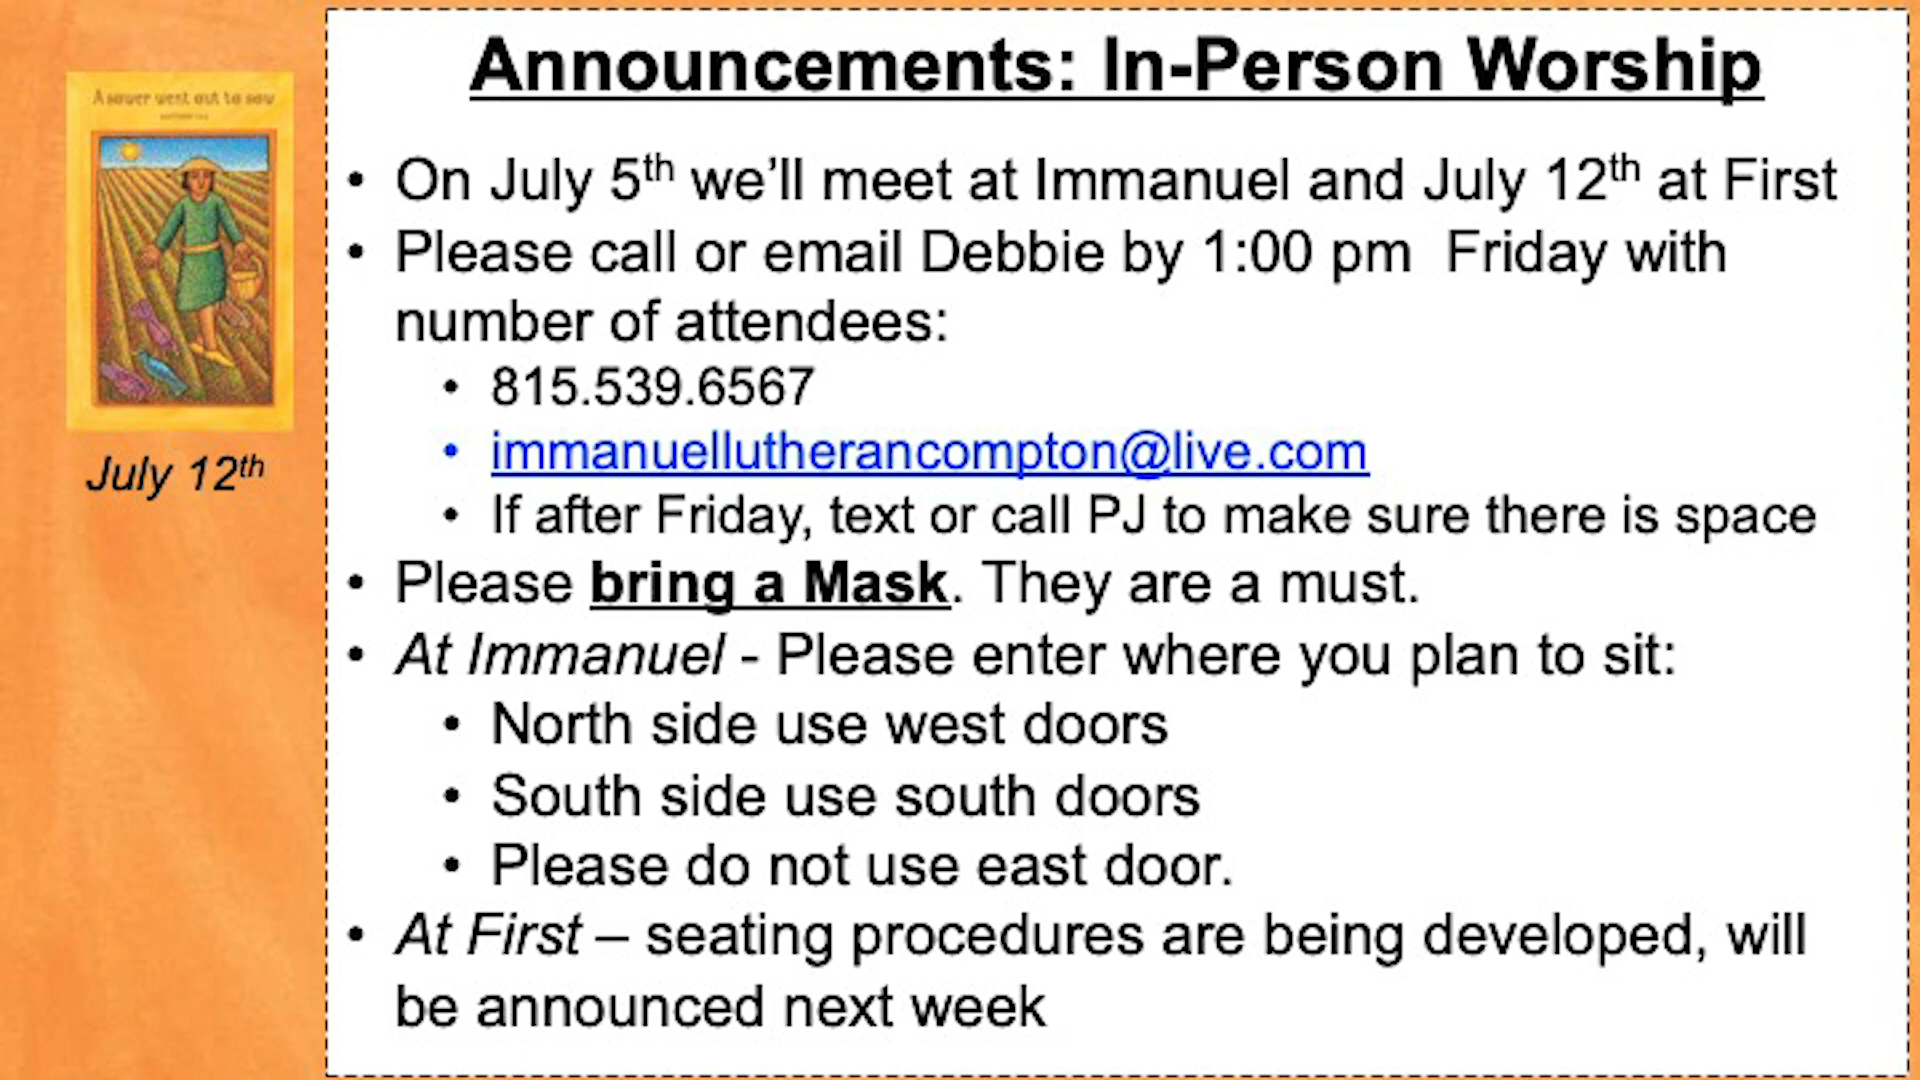 Announcements: In-Person Worship
A sower went out to sow
• On July 5th we’ll meet at Immanuel and July 12th at First
• Please call or email Debbie by 1:00 pm  Friday with
number of attendees:
• 815.539.6567
• immanuellutherancompton@live.com
• If after Friday, text or call PJ to make sure there is space
July 12th
• Please bring a Mask. They are a must.
• At Immanuel - Please enter where you plan to sit:
• North side use west doors
• South side use south doors
• Please do not use east door.
• At First – seating procedures are being developed, will
be announced next week